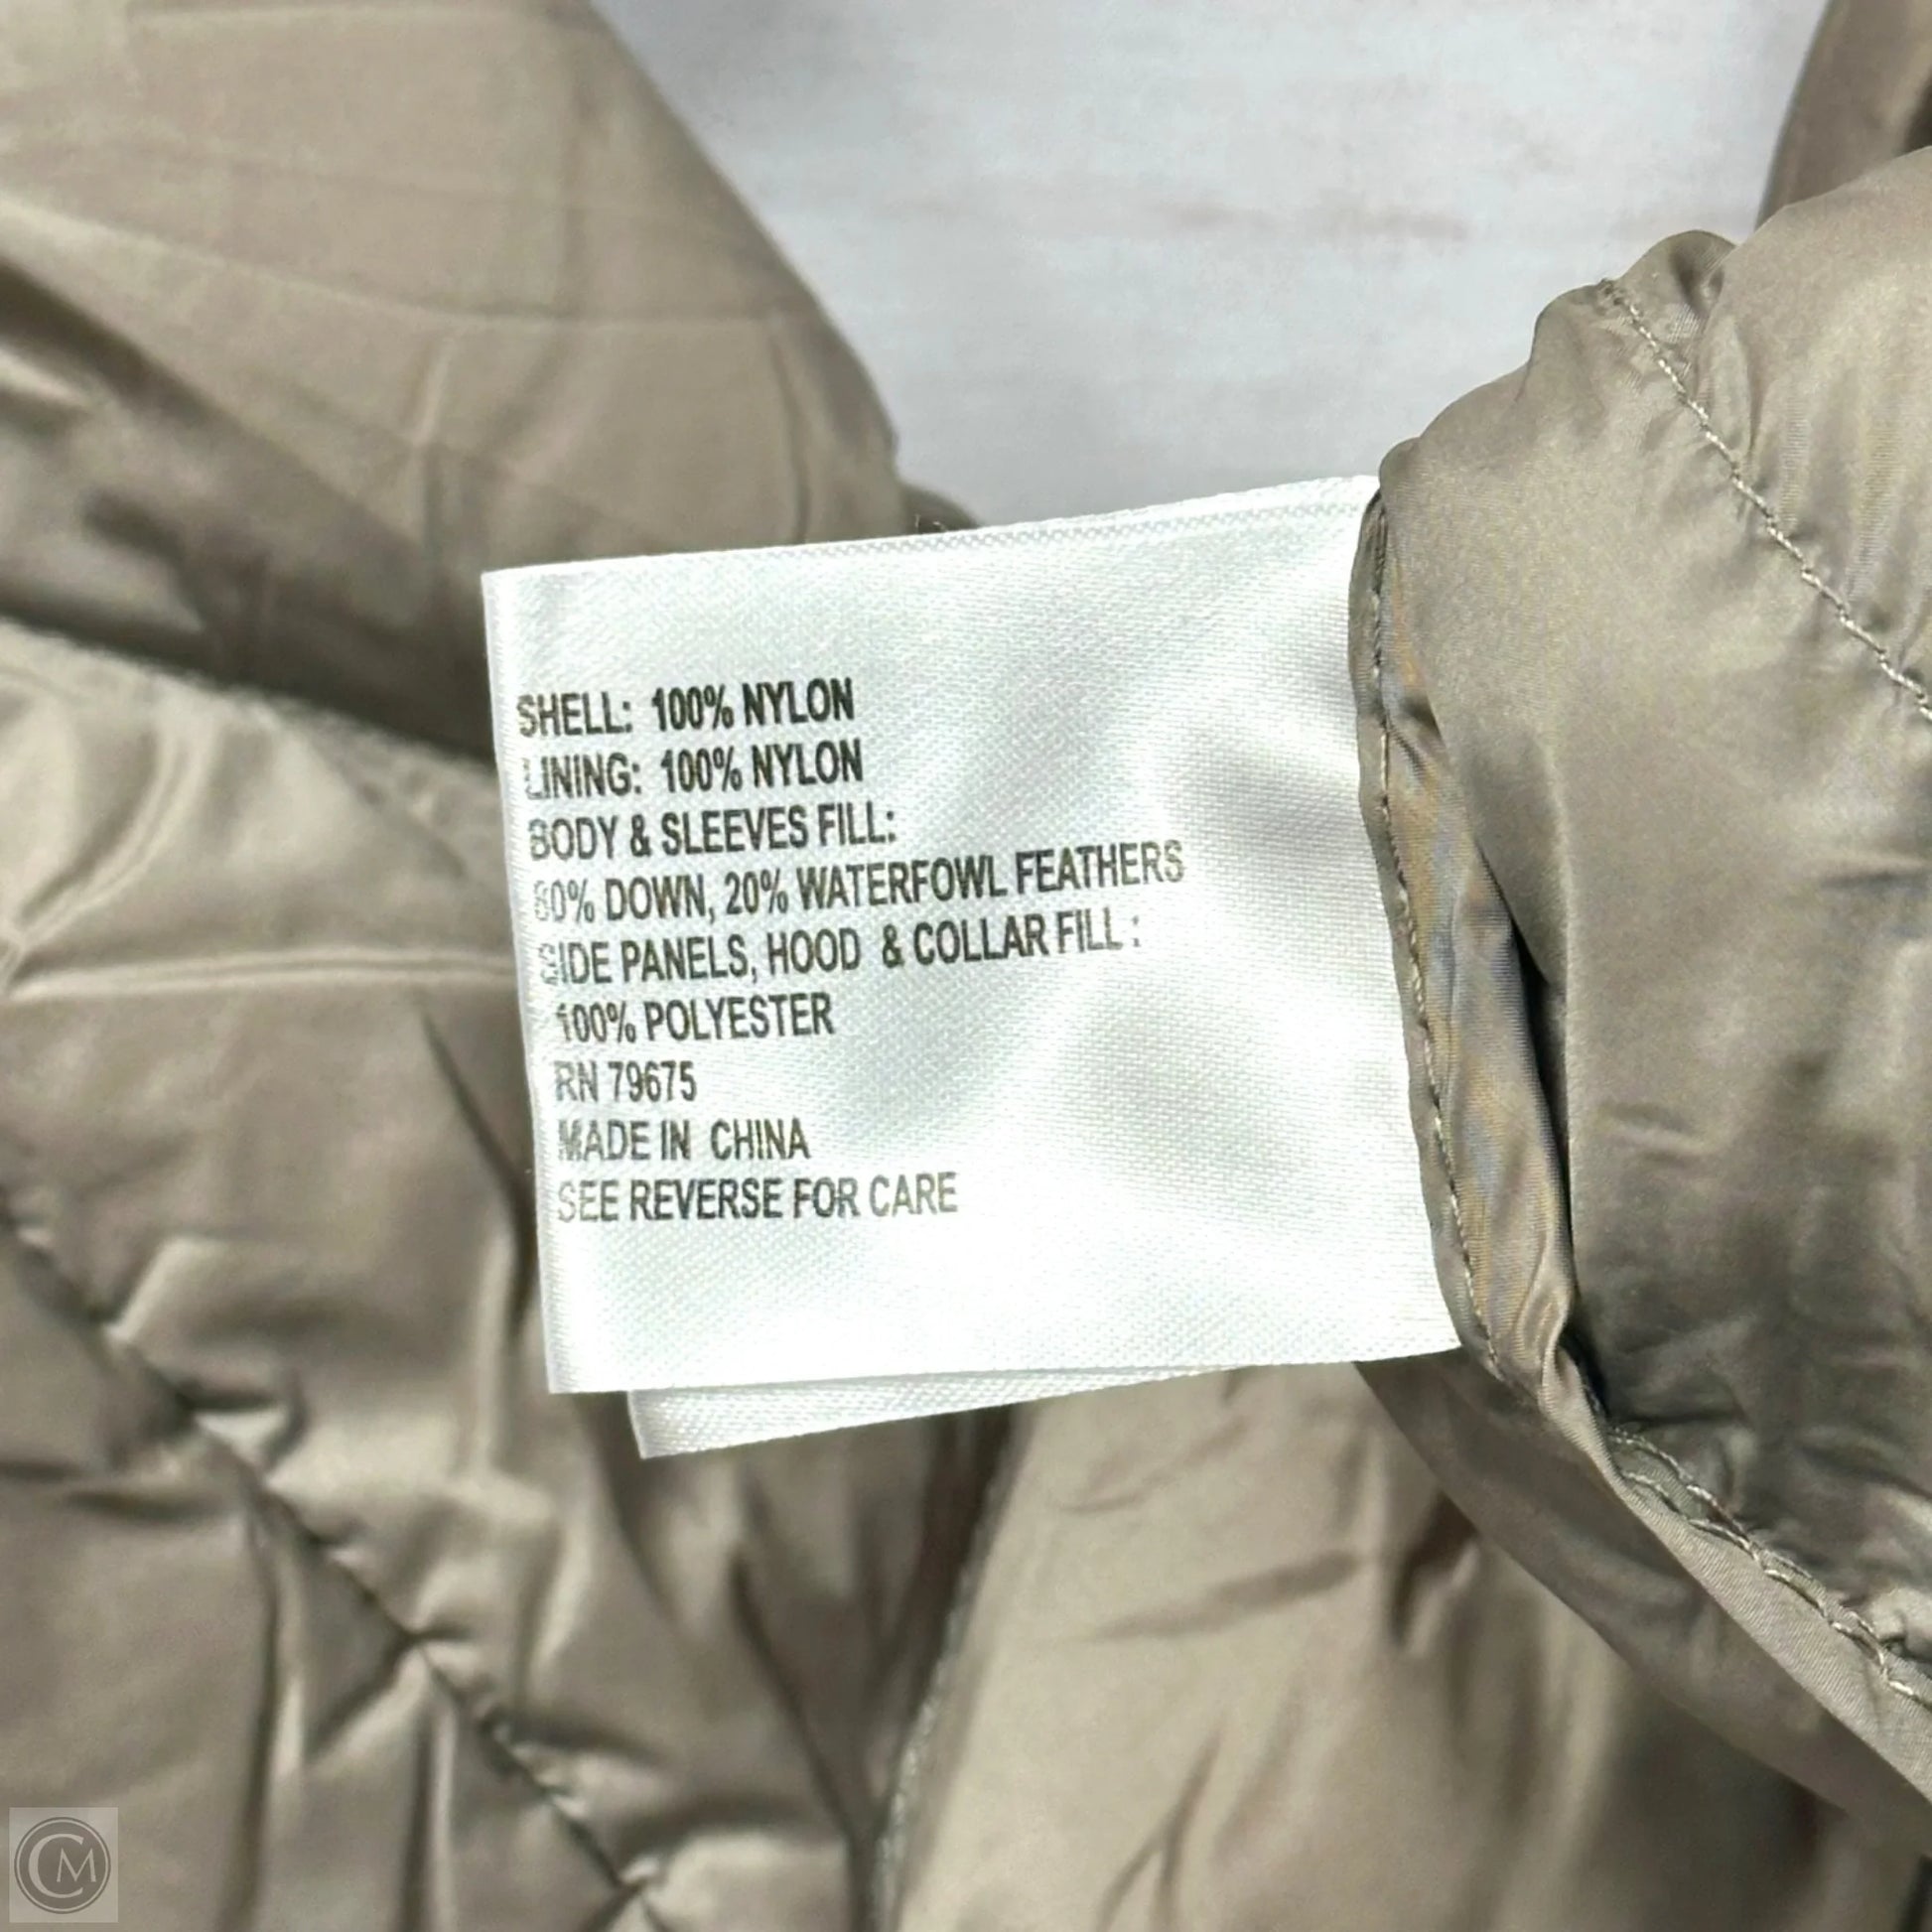 SHELL: 100% NYLON
LINING: 100% NYLON
BODY & SLEEVES FILL:
80% DOWN, 20% WATERFOWL FEATHERS
SIDE PANELS, HOOD & COLLAR FILL :
100% POLYESTER
RN 79675
MADE IN CHINA
SEE REVERSE FOR CARE
CM